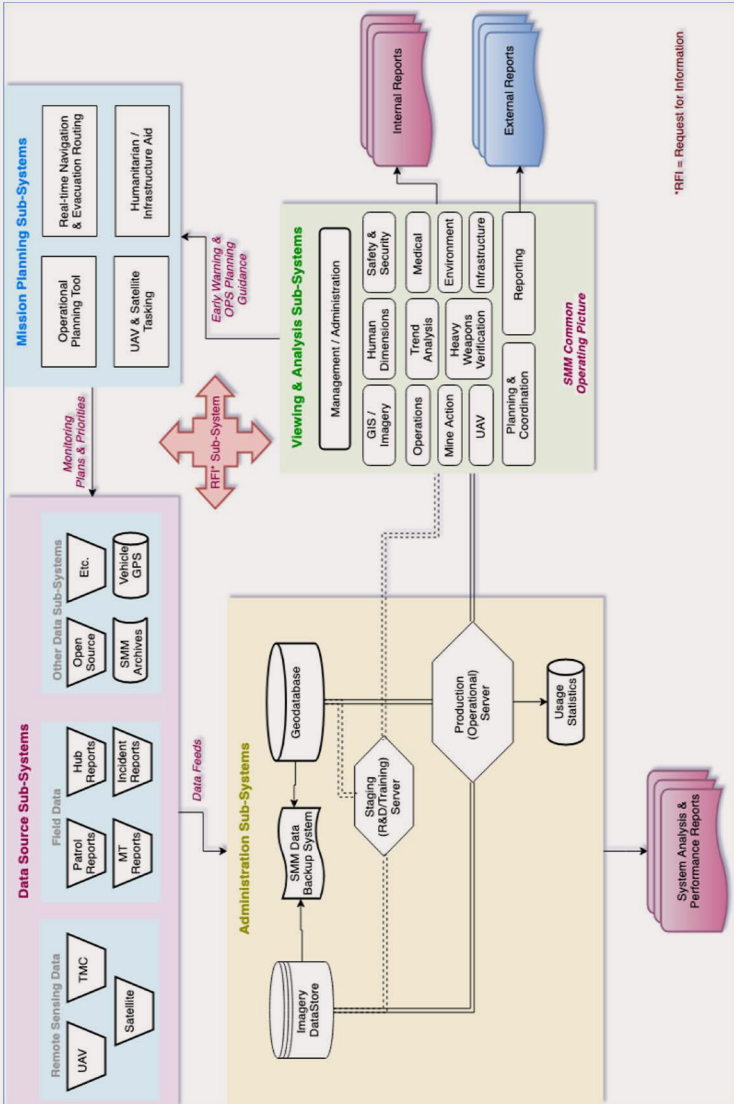 Data Source Sub-Systems
Remote Sensing Data
UAV
TMC
Satellite
Field Data
Patrol
Reports
Hub
Reports
MT
Reports
Incident
Reports
Other Data Sub-Systems
Open
Source
Etc.
SMM
Archives
Vehicle
GPS
Monitoring
Plans & Priorities
Mission Planning Sub-Systems
Operational
Planning Tool
Real-time Navigation
& Evacuation Routing
UAV & Satellite
Tasking
Humanitarian /
Infrastructure Aid
Data Feeds
RFI* Sub-System
Early Warning &
OPS Planning
Guidance
Administration Sub-Systems
Imagery
DataStore
SMM Data
Backup System
Geodatabase
Staging
(R&D/Training)
Server
Production
(Operational)
Server
Usage
Statistics
Viewing & Analysis Sub-Systems
Management / Administration
GIS /
Imagery
Human
Dimensions
Safety &
Security
Operations
Trend
Analysis
Medical
Mine Action
Heavy
Weapons
Verification
Environment
UAV
Infrastructure
Planning &
Coordination
Reporting
SMM Common
Operating Picture
Internal Reports
External Reports
System Analysis &
Performance Reports
*RFI = Request for Information